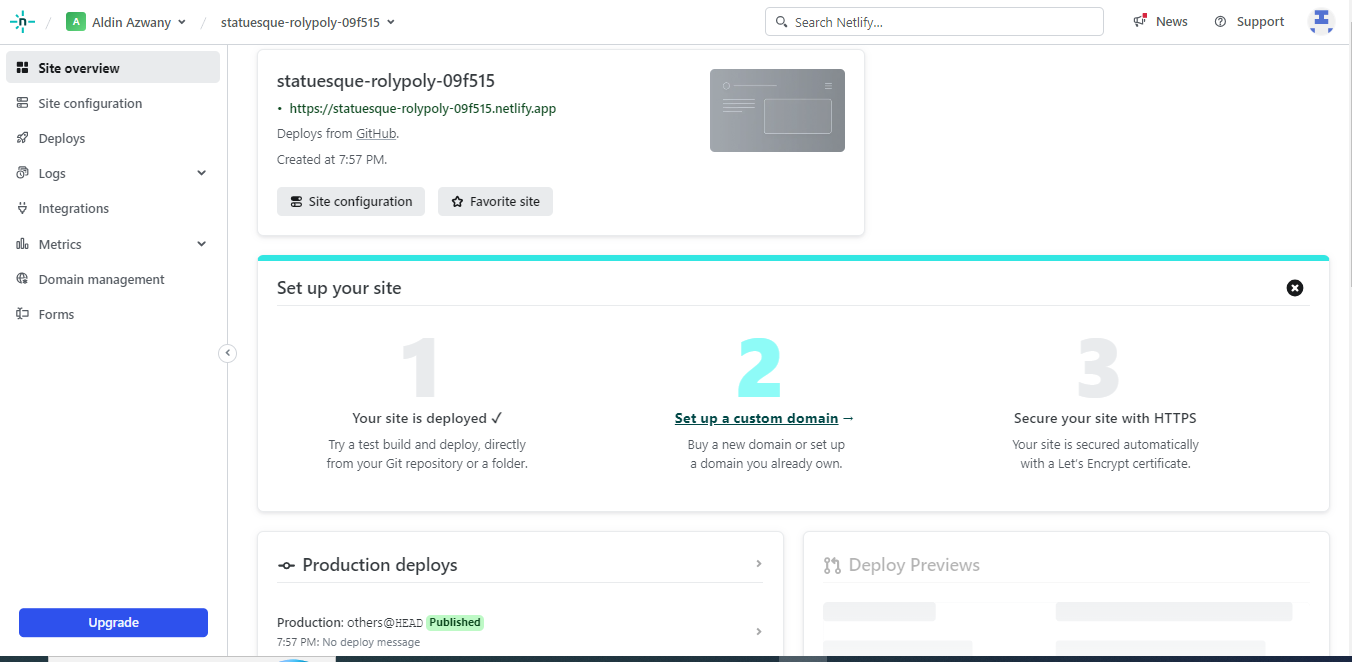 Aldin Azwany
statuesque-rolypoly-09f515
Search Netlify...
News
Support
A
Site overview
Site configuration
Deploys
Logs
Integrations
Metrics
Domain management
Forms
Upgrade
statuesque-rolypoly-09f515
https://statuesque-rolypoly-09f515.netlify.app
Deploys from GitHub.
Created at 7:57 PM.
Site configuration
Favorite site
Set up your site
1
Your site is deployed ✓
Try a test build and deploy, directly
from your Git repository or a folder.
2
Set up a custom domain →
Buy a new domain or set up
a domain you already own.
3
Secure your site with HTTPS
Your site is secured automatically
with a Let's Encrypt certificate.
Production deploys
Production: others@HEAD Published
7:57 PM: No deploy message
Deploy Previews